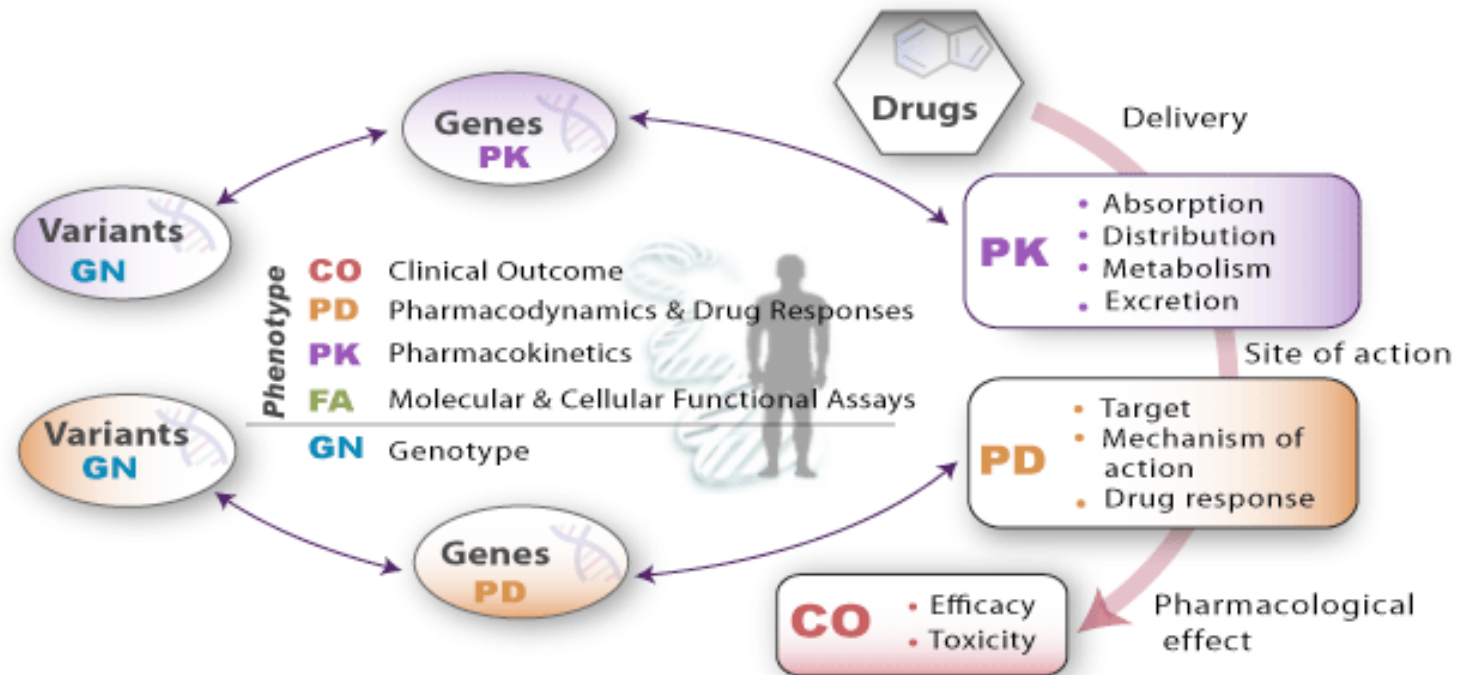 Drugs
Delivery
Genes
PK
Variants
GN
PK
• Absorption
• Distribution
• Metabolism
• Excretion
Phenotype
CO Clinical Outcome
PD Pharmacodynamics & Drug Responses
PK Pharmacokinetics
FA Molecular & Cellular Functional Assays
GN Genotype
Site of action
Variants
GN
PD
• Target
• Mechanism of
action
• Drug response
Genes
PD
CO
• Efficacy
• Toxicity
Pharmacological
effect